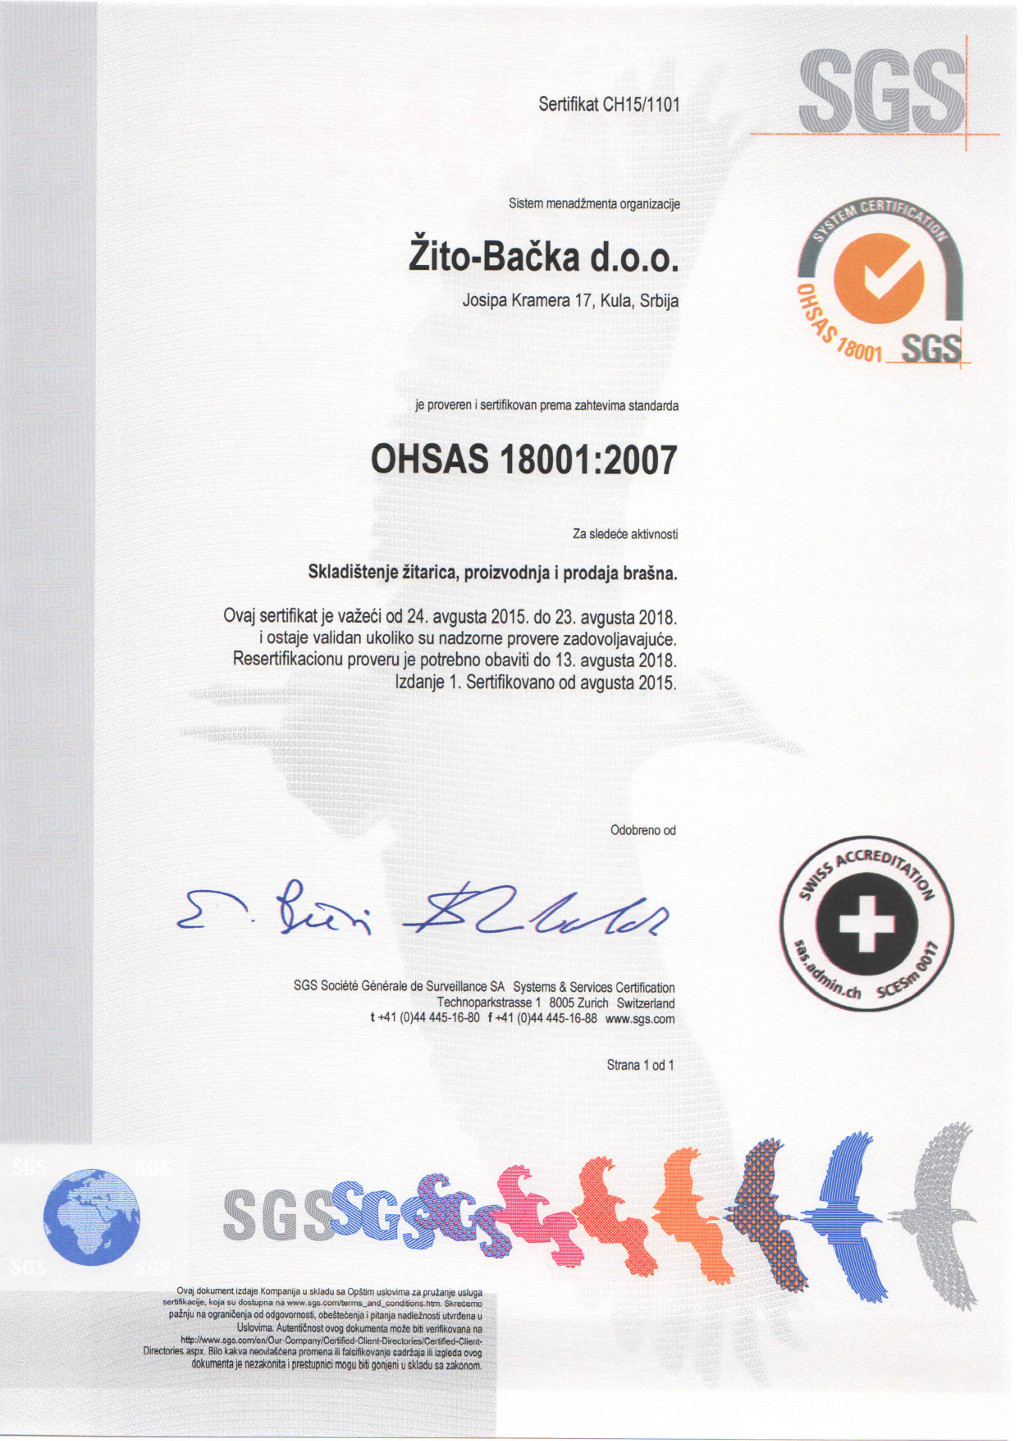 SGS
Sertifikat CH15/1101
Sistem menadžmenta organizacije
Žito-Bačka d.o.o.
Josipa Kramera 17, Kula, Srbija
SYSTEM CERTIFICATION
OHSAS 18001
SGS
je proveren i sertifikovan prema zahtevima standarda
OHSAS 18001:2007
Za sledeće aktivnosti
Skladištenje žitarica, proizvodnja i prodaja brašna.
Ovaj sertifikat je važeći od 24. avgusta 2015. do 23. avgusta 2018.
i ostaje validan ukoliko su nadzorne provere zadovoljavajuće.
Resertifikacionu proveru je potrebno obaviti do 13. avgusta 2018.
Izdanje 1. Sertifikovano od avgusta 2015.
Odobreno od
SWISS ACCREDITATION
sas.admin.ch SCESm 0017
SGS Société Générale de Surveillance SA Systems & Services Certification
Technoparkstrasse 1 8005 Zurich Switzerland
t +41 (0)44 445-16-80 f +41 (0)44 445-16-88 www.sgs.com
Strana 1 od 1
SGS SGS
SGS SGS
SGS SGS SGS
Ovaj dokument izdaje Kompanija u skladu sa Opštim uslovima za pružanje usluga
sertifikacije, koja su dostupna na www.sgs.com/terms_and_conditions.htm. Skrećemo
pažnju na ograničenja od odgovornosti, obeštećenja i pitanja nadležnosti utvrđena u
Uslovima. Autentičnost ovog dokumenta može biti verifikovana na
http://www.sgs.com/en/Our-Company/Certified-Client-Directories/Certified-Client-
Directories.aspx. Bilo kakva neovlašćena promena ili falsifikovanje sadržaja ili izgleda ovog
dokumenta je nezakonita i prestupnici mogu biti gonjeni u skladu sa zakonom.